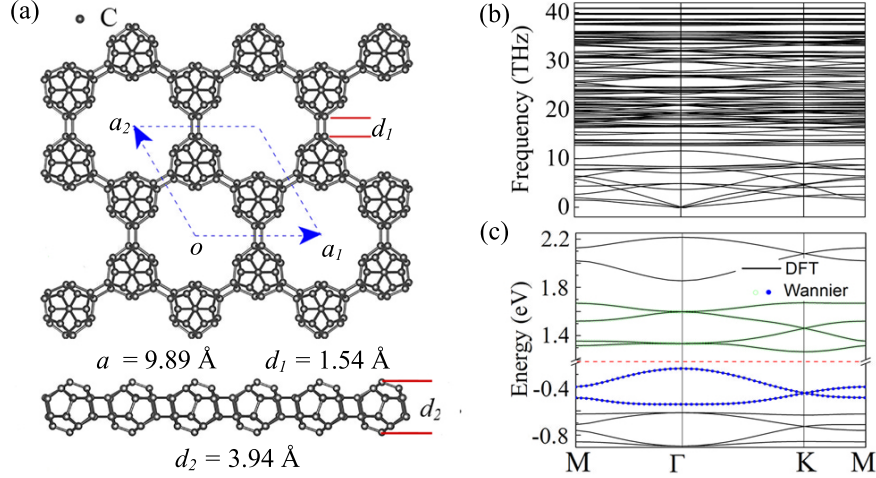 (a)
C
a2
d1
o
a1
a = 9.89 Å
d1 = 1.54 Å
d2
d2 = 3.94 Å
(b)
Frequency (THz)
40
30
20
10
0
(c)
Energy (eV)
2.2
1.8
1.4
-0.4
-0.8
DFT
Wannier
M
Γ
K
M